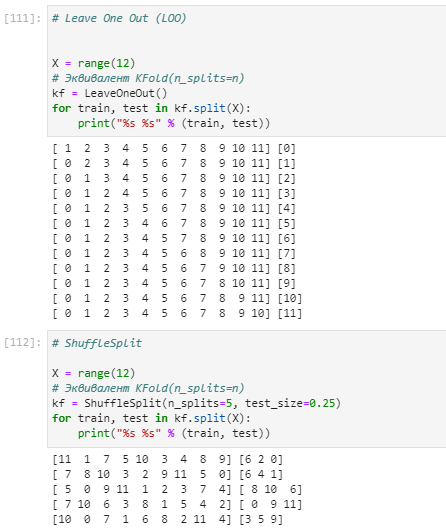 [111]: # Leave One Out (LOO)
X = range(12)
# Эквивалент KFold(n_splits=n)
kf = LeaveOneOut()
for train, test in kf.split(X):
    print("%s %s" % (train, test))
[ 1  2  3  4  5  6  7  8  9 10 11] [0]
[ 0  2  3  4  5  6  7  8  9 10 11] [1]
[ 0  1  3  4  5  6  7  8  9 10 11] [2]
[ 0  1  2  4  5  6  7  8  9 10 11] [3]
[ 0  1  2  3  5  6  7  8  9 10 11] [4]
[ 0  1  2  3  4  6  7  8  9 10 11] [5]
[ 0  1  2  3  4  5  7  8  9 10 11] [6]
[ 0  1  2  3  4  5  6  8  9 10 11] [7]
[ 0  1  2  3  4  5  6  7  9 10 11] [8]
[ 0  1  2  3  4  5  6  7  8 10 11] [9]
[ 0  1  2  3  4  5  6  7  8  9 11] [10]
[ 0  1  2  3  4  5  6  7  8  9 10] [11]
[112]: # ShuffleSplit
X = range(12)
# Эквивалент KFold(n_splits=n)
kf = ShuffleSplit(n_splits=5, test_size=0.25)
for train, test in kf.split(X):
    print("%s %s" % (train, test))
[11  1  7  5 10  3  4  8  9] [6 2 0]
[ 7  8 10  3  2  9 11  5  0] [6 4 1]
[ 5  0  9 11  1  2  3  7  4] [ 8 10  6]
[ 7 10  6  3  8  1  5  4  2] [ 0  9 11]
[10  0  7  1  6  8  2 11  4] [3 5 9]